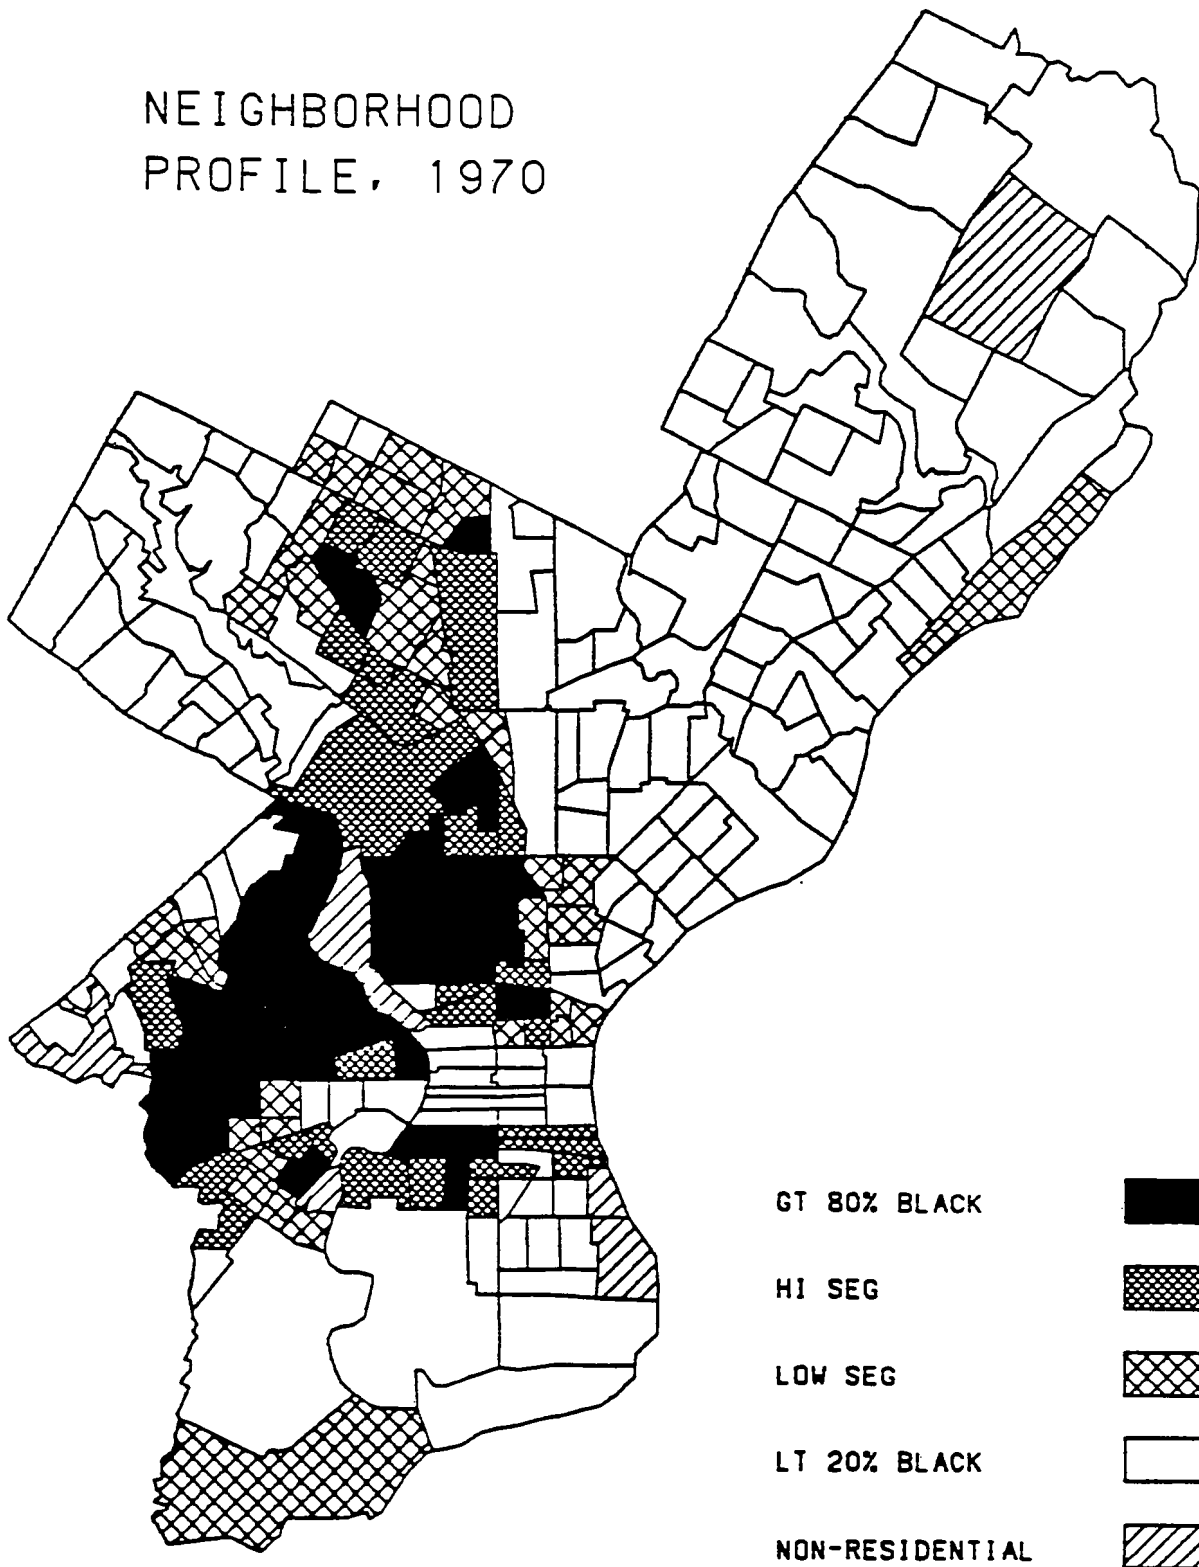 NEIGHBORHOOD
PROFILE, 1970
GT 80% BLACK
HI SEG
LOW SEG
LT 20% BLACK
NON-RESIDENTIAL